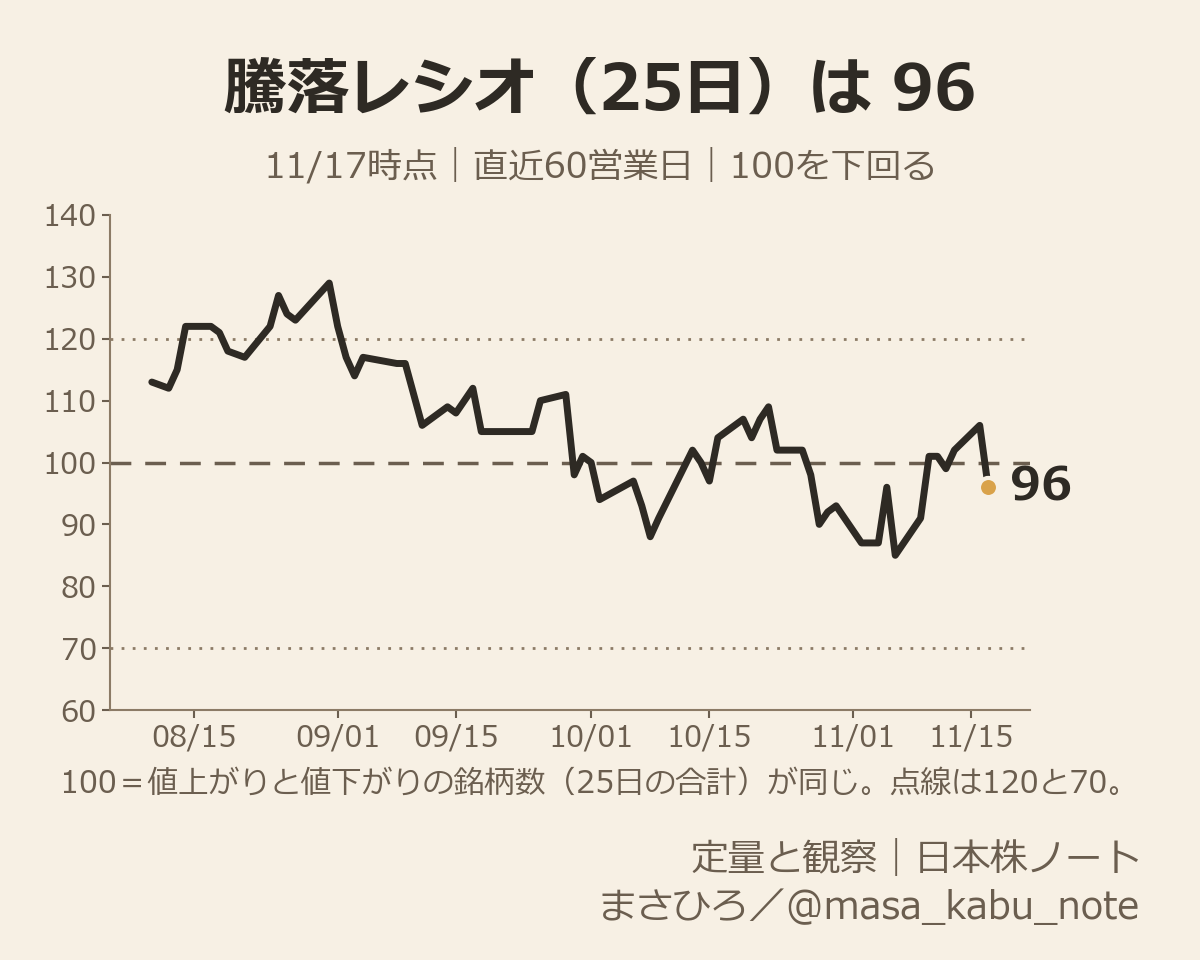 騰落レシオ（25日）は 96
11/17時点｜直近60営業日｜100を下回る
140
130
120
110
100
90
80
70
60
96
08/15 09/01 09/15 10/01 10/15 11/01 11/15
100＝値上がりと値下がりの銘柄数（25日の合計）が同じ。点線は120と70。
定量と観察｜日本株ノート
まさひろ／@masa_kabu_note